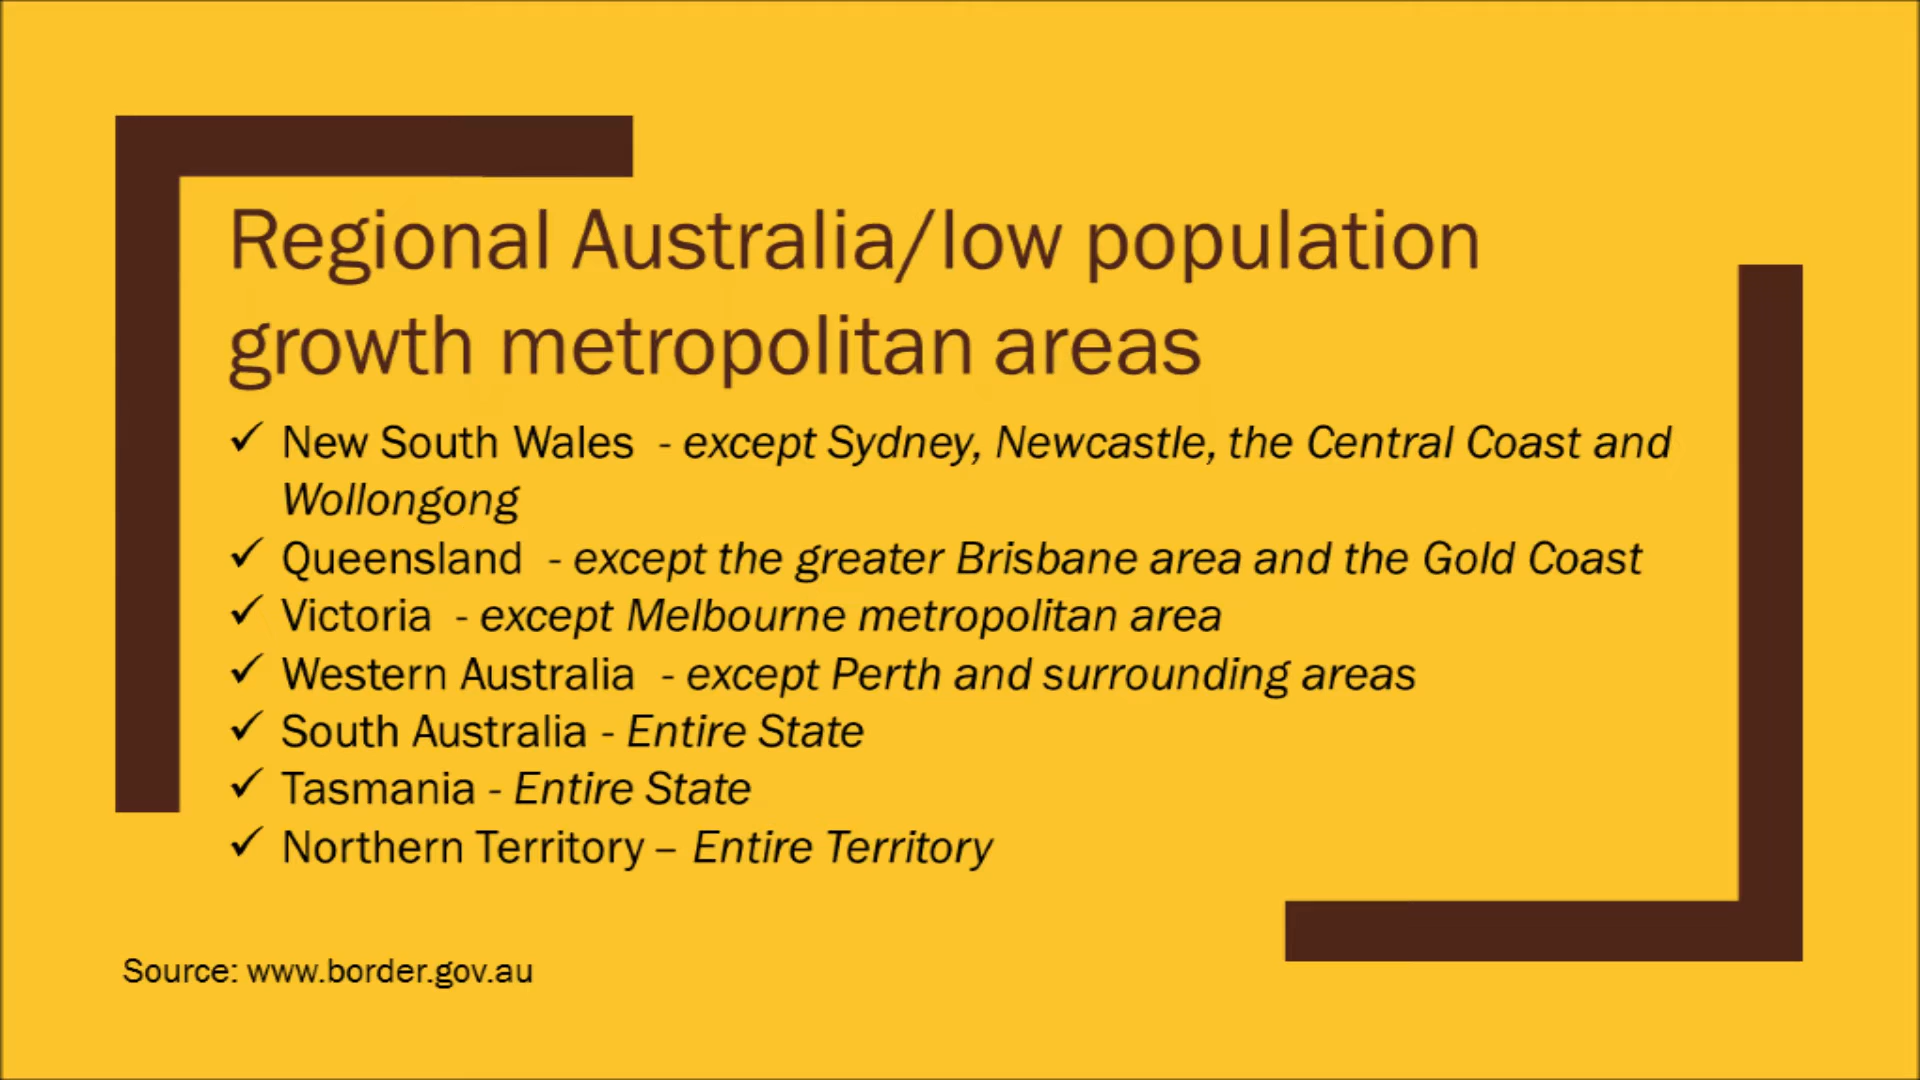 Regional Australia/low population
growth metropolitan areas
✓ New South Wales - except Sydney, Newcastle, the Central Coast and
Wollongong
✓ Queensland - except the greater Brisbane area and the Gold Coast
✓ Victoria - except Melbourne metropolitan area
✓ Western Australia - except Perth and surrounding areas
✓ South Australia - Entire State
✓ Tasmania - Entire State
✓ Northern Territory – Entire Territory
Source: www.border.gov.au